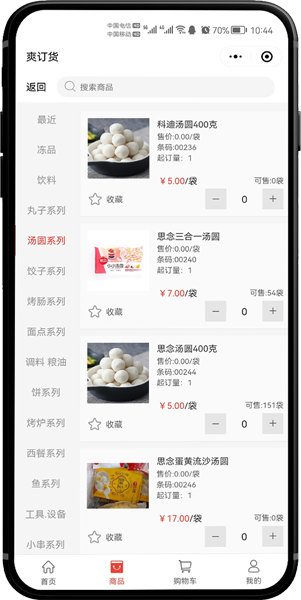 中国电信 HD
中国移动 HD
5G 4G 70% 10:44
爽订货
返回
搜索商品
最近
冻品
饮料
丸子系列
汤圆系列
饺子系列
烤肠系列
面点系列
调料 粮油
饼系列
烤炉系列
西餐系列
鱼系列
工具.设备
小串系列
科迪汤圆400克
售价:0.00/袋
条码:00236
起订量：1
￥5.00/袋
可售:0袋
收藏
− 0 +
思念三合一汤圆
售价:0.00/袋
条码:00240
起订量：1
￥7.00/袋
可售:54袋
收藏
− 0 +
思念汤圆400克
售价:0.00/袋
条码:00244
起订量：1
￥5.00/袋
可售:151袋
收藏
− 0 +
思念蛋黄流沙汤圆
售价:0.00/袋
条码:00246
起订量：1
￥17.00/袋
可售:0袋
收藏
− 0 +
首页
商品
购物车
我的